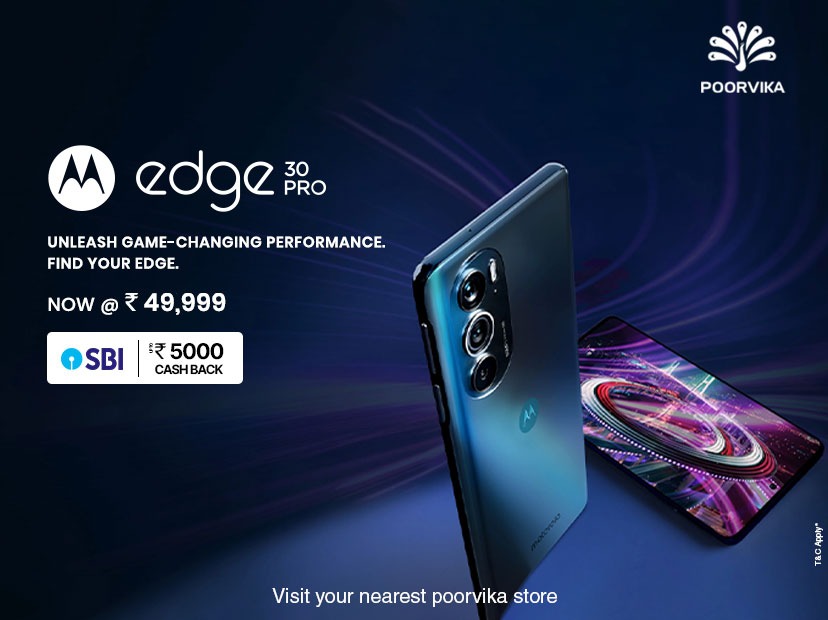 POORVIKA
edge 30 PRO
UNLEASH GAME-CHANGING PERFORMANCE.
FIND YOUR EDGE.
NOW @ ₹ 49,999
SBI
₹ 5000
CASH BACK
motorola
T&C Apply*
Visit your nearest poorvika store